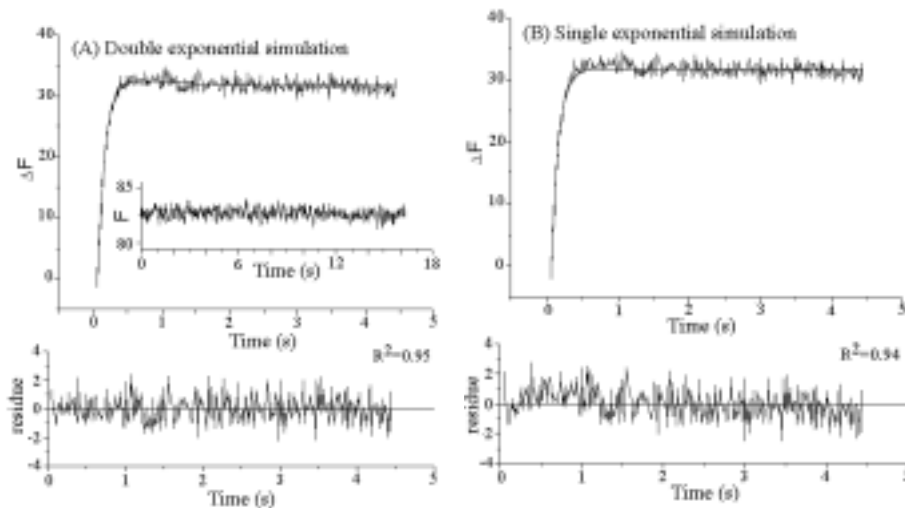 (A) Double exponential simulation
40
30
20
10
0
ΔF
85
80
F
0 6 12 18
Time (s)
0 1 2 3 4 5
Time (s)
R²=0.95
4
2
0
-2
-4
residue
0 1 2 3 4 5
Time (s)
(B) Single exponential simulation
40
30
20
10
0
ΔF
0 1 2 3 4 5
Time (s)
R²=0.94
4
2
0
-2
-4
residue
0 1 2 3 4 5
Time (s)